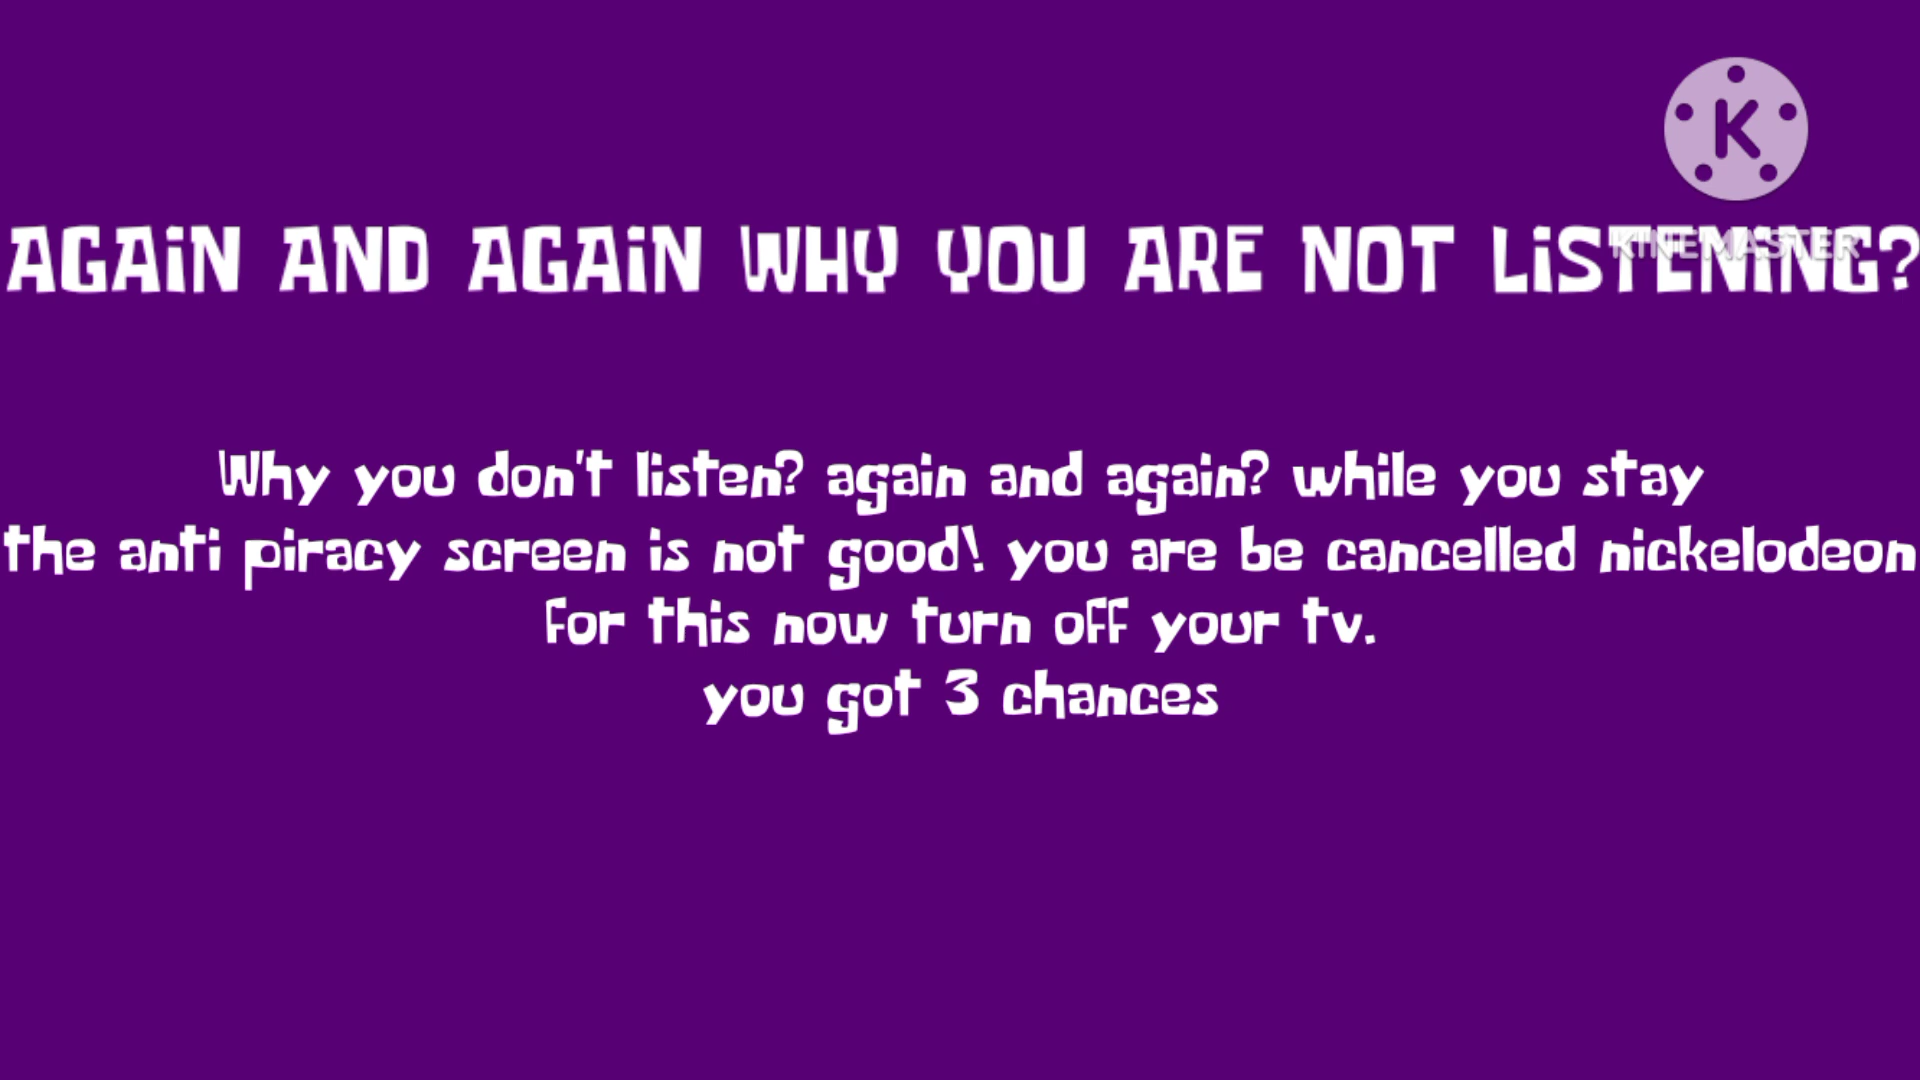 K
KINEMASTER
AGAiN AND AGAiN WHY YOU ARE NOT LiSTENiNG?
Why you don't listen? again and again? while you stay
the anti piracy screen is not good! you are be cancelled nickelodeon
for this now turn off your tv.
you got 3 chances